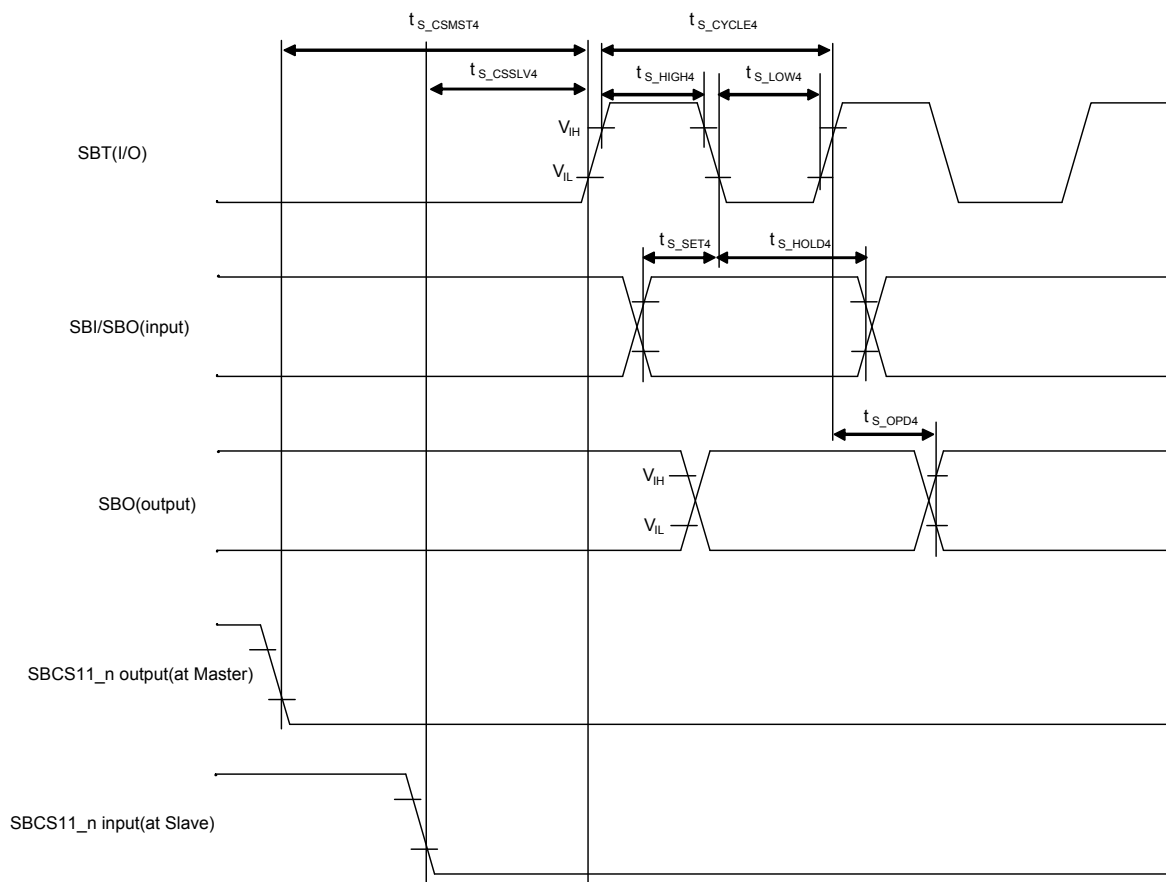 t S_CSMST4
t S_CYCLE4
t S_CSSLV4
t S_HIGH4
t S_LOW4
VIH
SBT(I/O)
VIL
t S_SET4
t S_HOLD4
SBI/SBO(input)
t S_OPD4
VIH
SBO(output)
VIL
SBCS11_n output(at Master)
SBCS11_n input(at Slave)